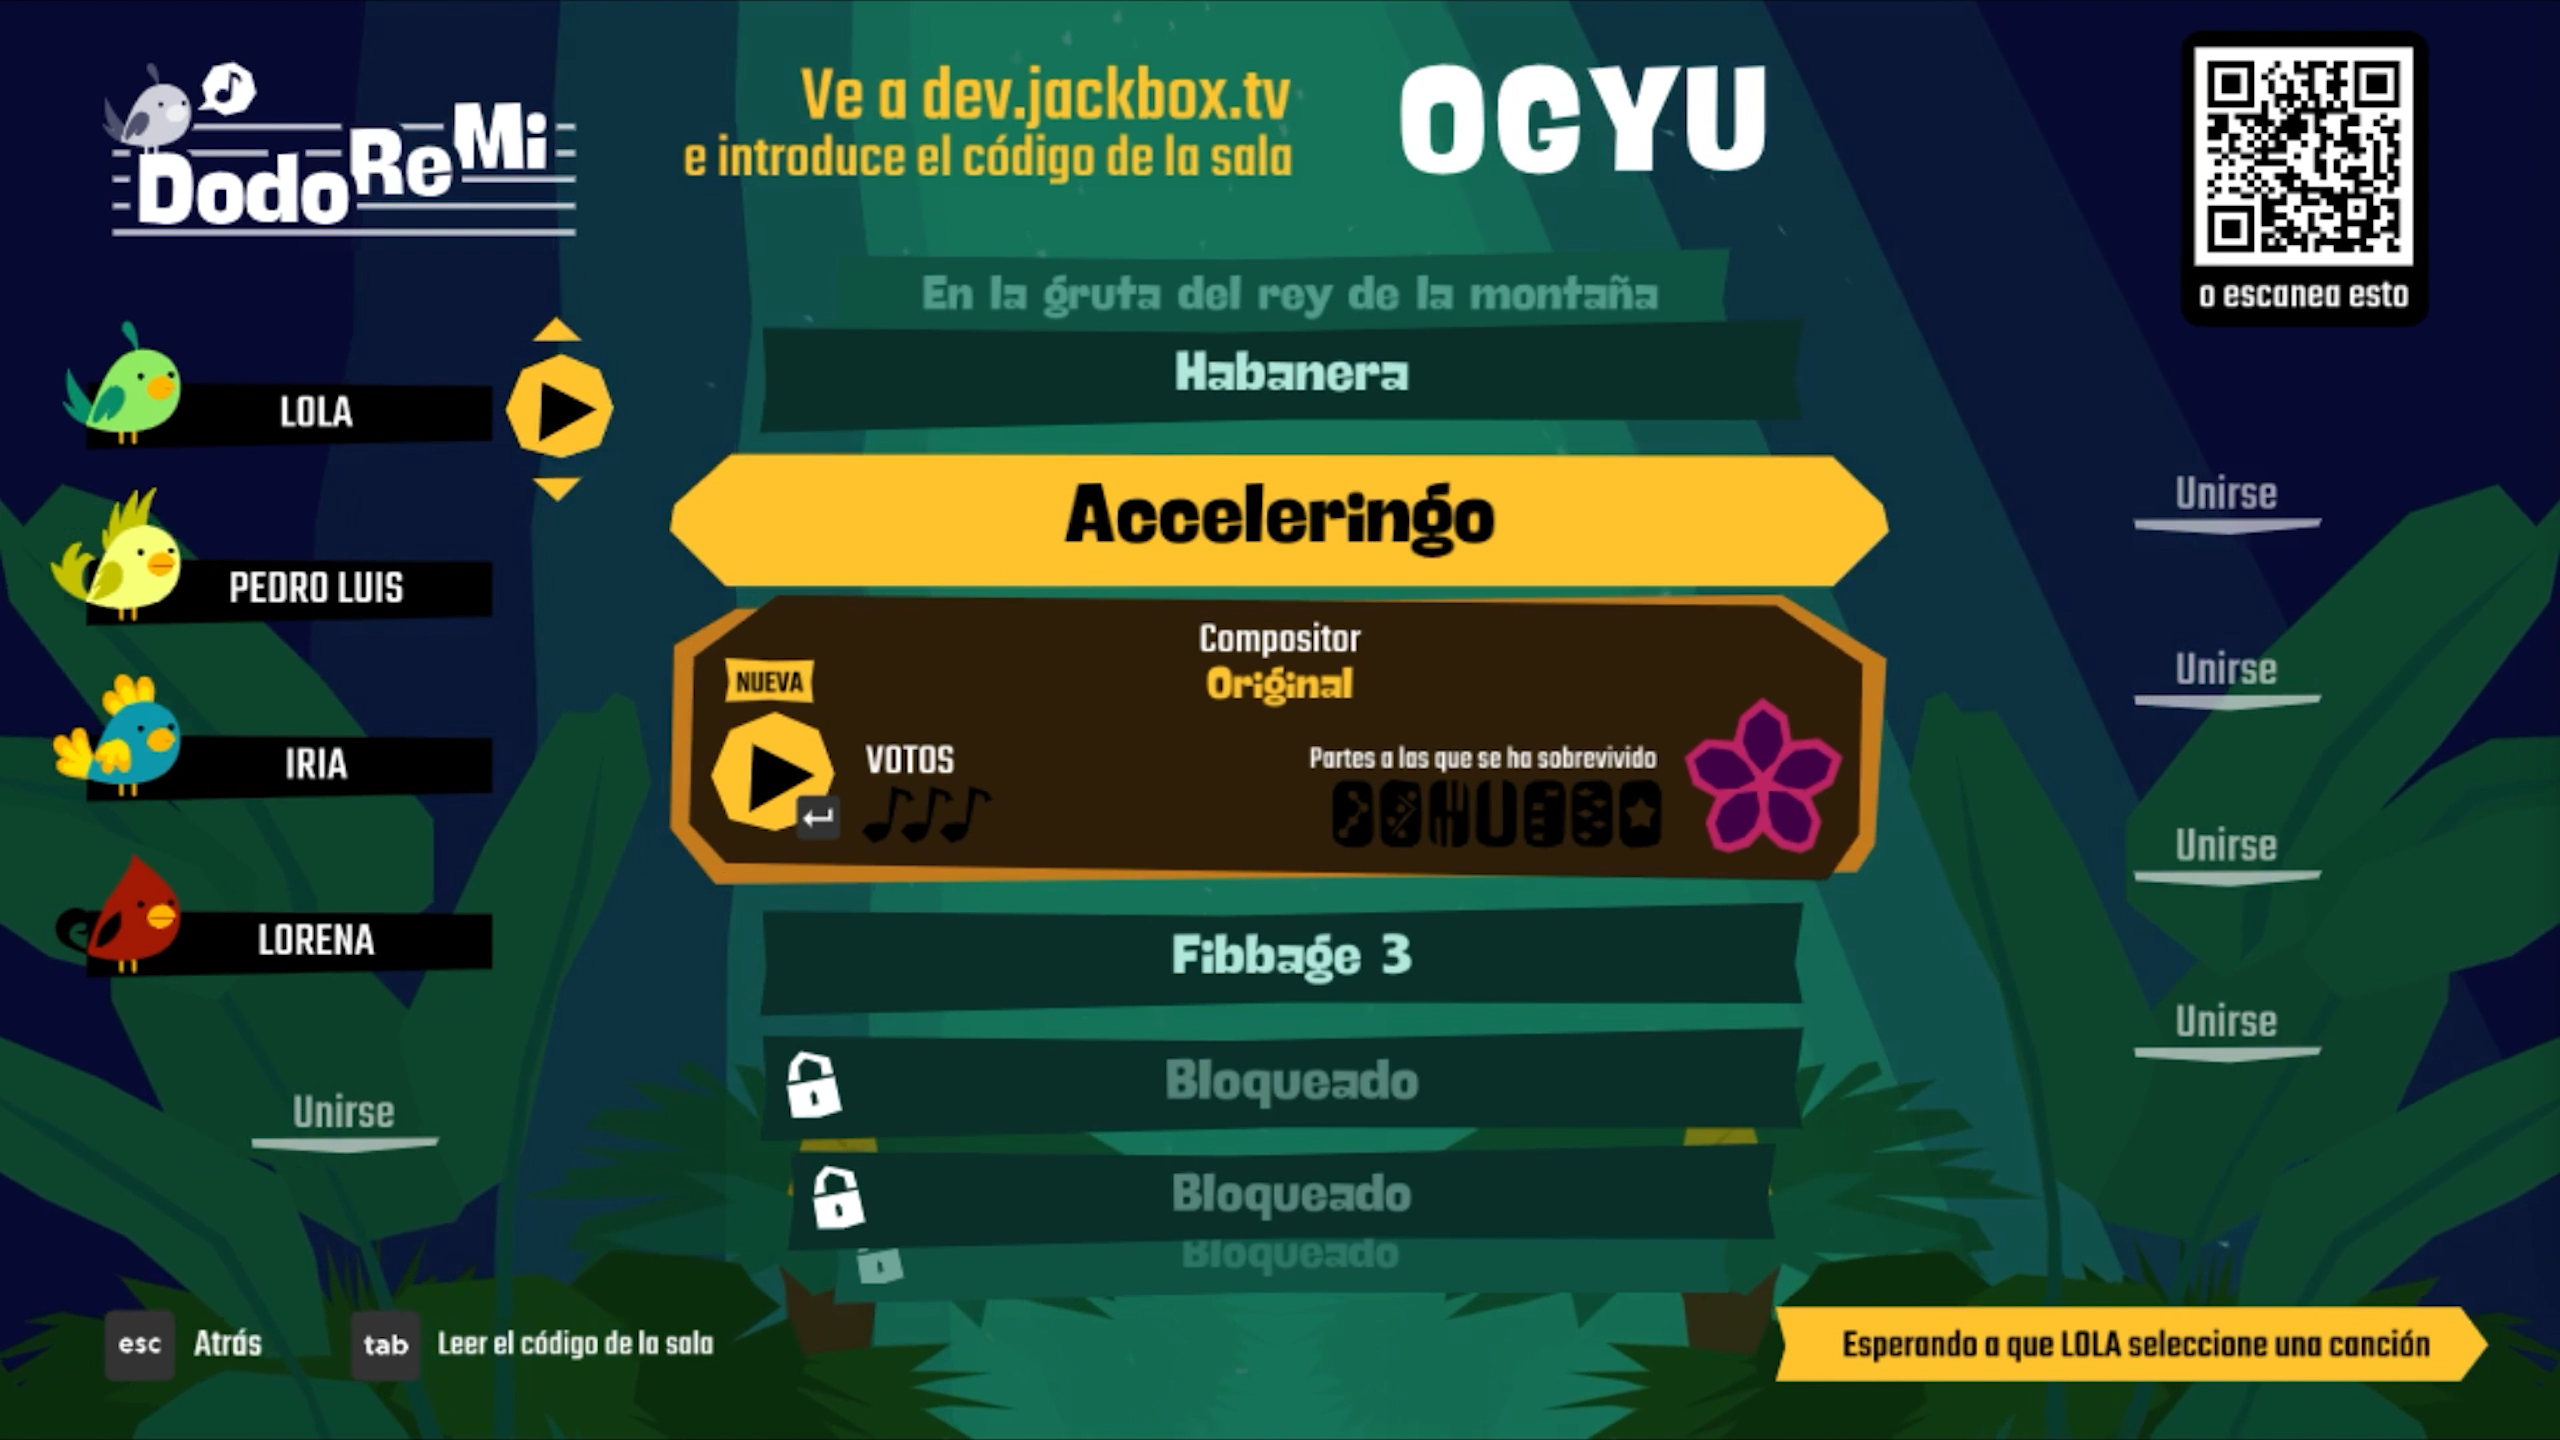 DodoReMi
Ve a dev.jackbox.tv
e introduce el código de la sala
OGYU
o escanea esto
LOLA
PEDRO LUIS
IRIA
LORENA
Unirse
En la gruta del rey de la montaña
Habanera
Acceleringo
Compositor
Original
NUEVA
VOTOS
Partes a las que se ha sobrevivido
Fibbage 3
Bloqueado
Bloqueado
Bloqueado
Unirse
Unirse
Unirse
Unirse
esc Atrás
tab Leer el código de la sala
Esperando a que LOLA seleccione una canción